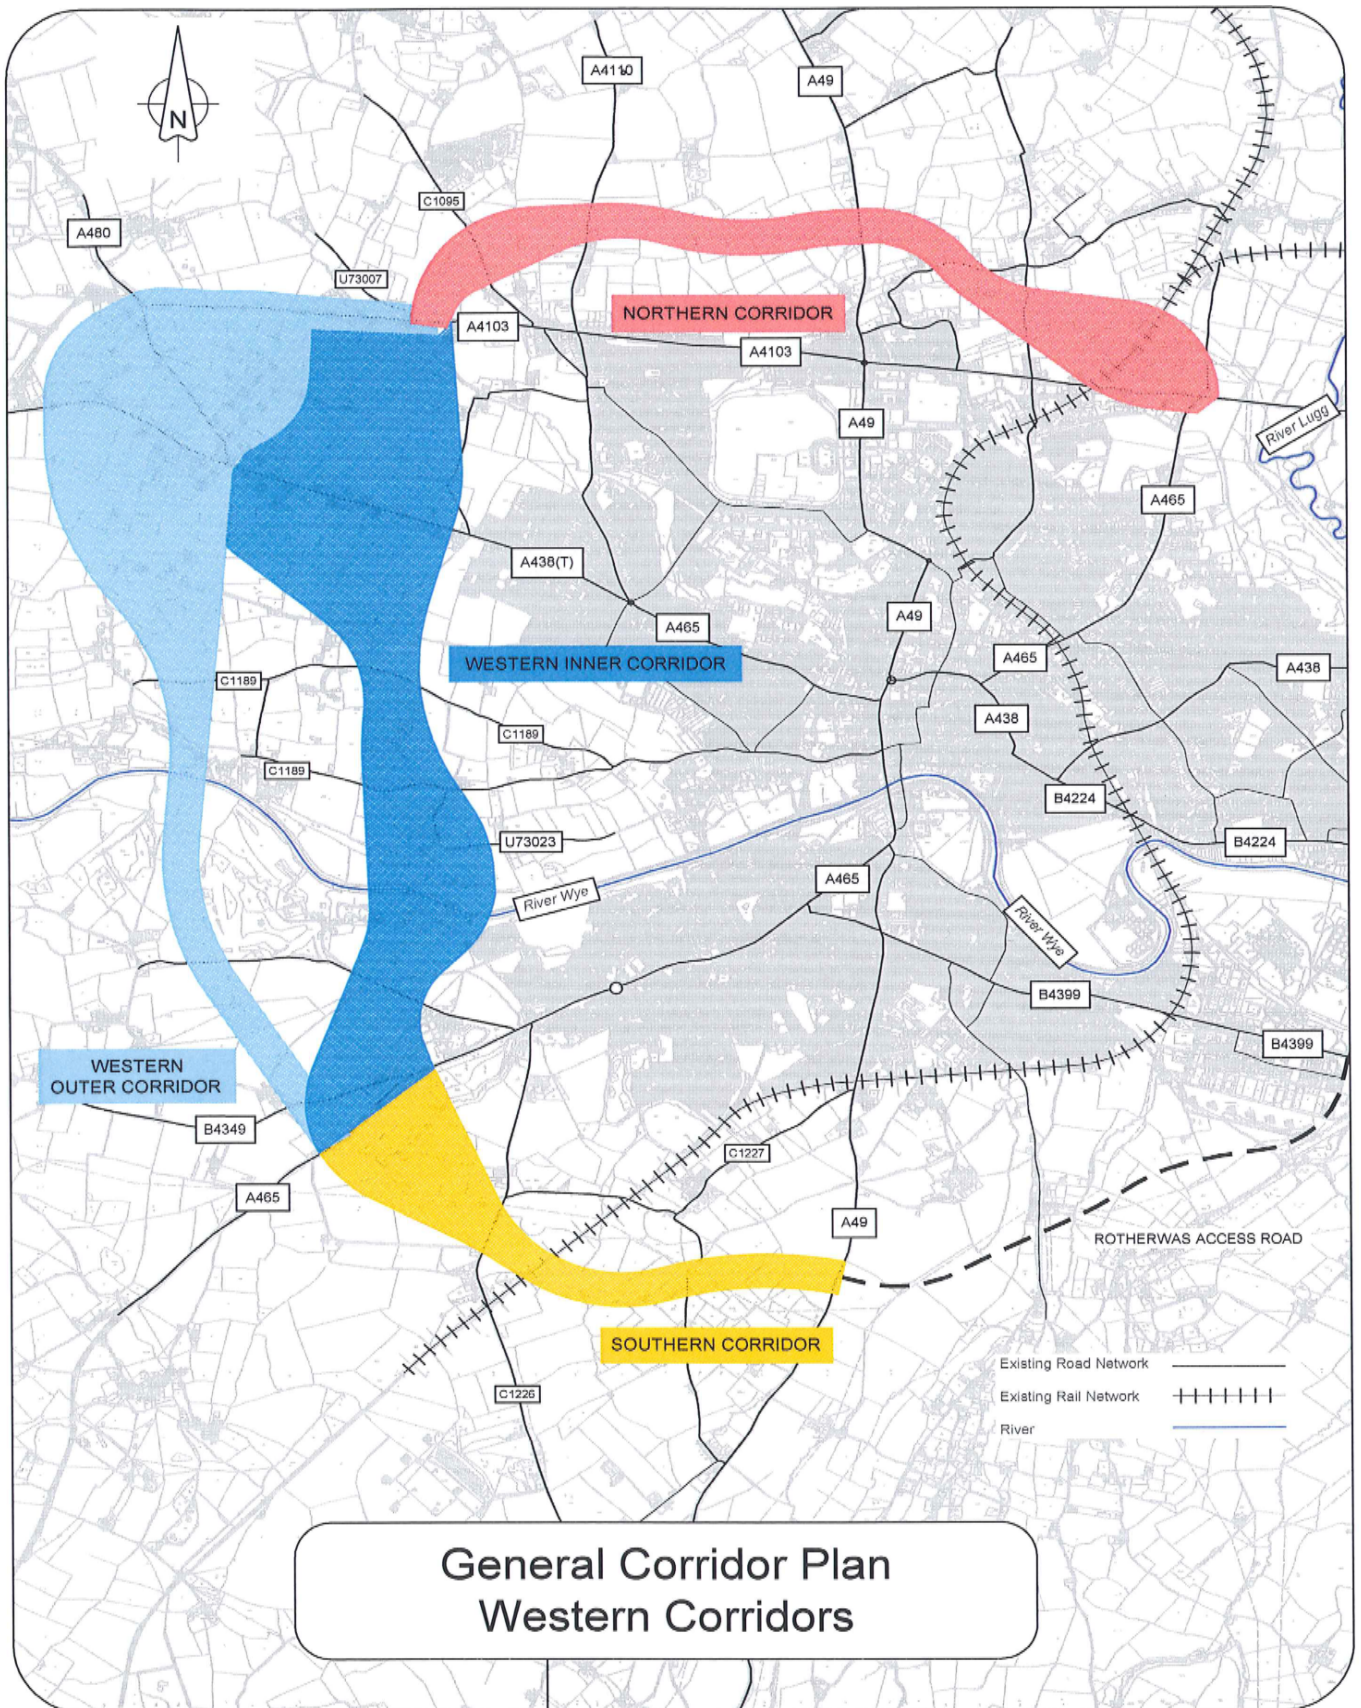 A4110
A49
N
C1095
A480
U73007
NORTHERN CORRIDOR
A4103
A4103
A49
River Lugg
A465
A438(T)
A49
A465
WESTERN INNER CORRIDOR
A465
A438
C1189
A438
C1189
C1189
B4224
U73023
B4224
A465
River Wye
River Wye
B4399
B4399
WESTERN
OUTER CORRIDOR
B4349
C1227
A465
A49
ROTHERWAS ACCESS ROAD
SOUTHERN CORRIDOR
Existing Road Network
C1226
Existing Rail Network
River
General Corridor Plan
Western Corridors